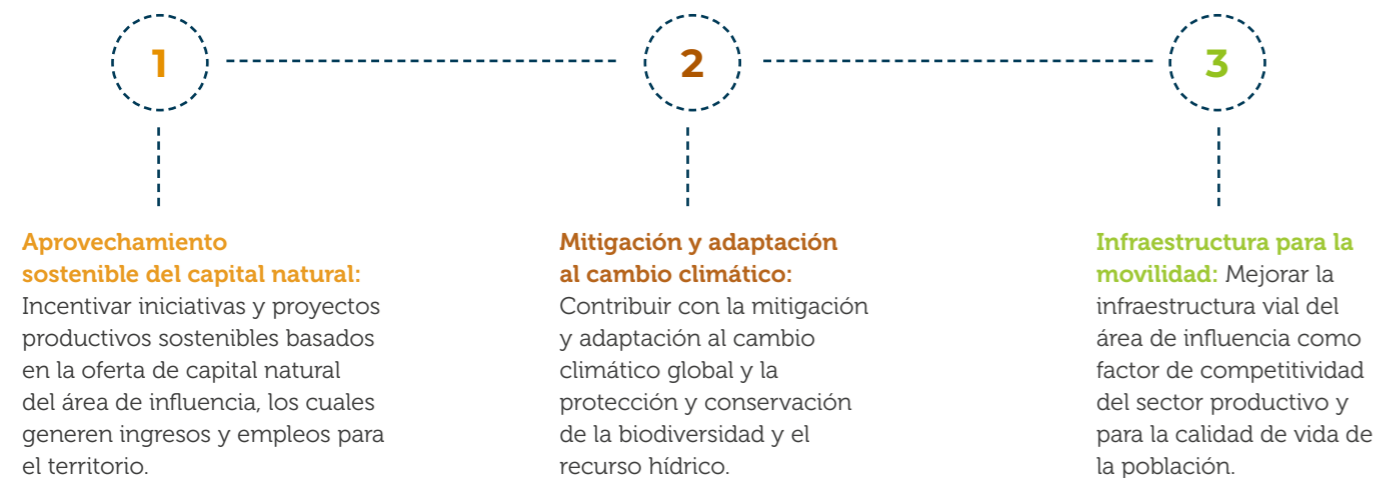 1
2
3
Aprovechamiento
sostenible del capital natural:
Incentivar iniciativas y proyectos
productivos sostenibles basados
en la oferta de capital natural
del área de influencia, los cuales
generen ingresos y empleos para
el territorio.
Mitigación y adaptación
al cambio climático:
Contribuir con la mitigación
y adaptación al cambio
climático global y la
protección y conservación
de la biodiversidad y el
recurso hídrico.
Infraestructura para la
movilidad: Mejorar la
infraestructura vial del
área de influencia como
factor de competitividad
del sector productivo y
para la calidad de vida de
la población.